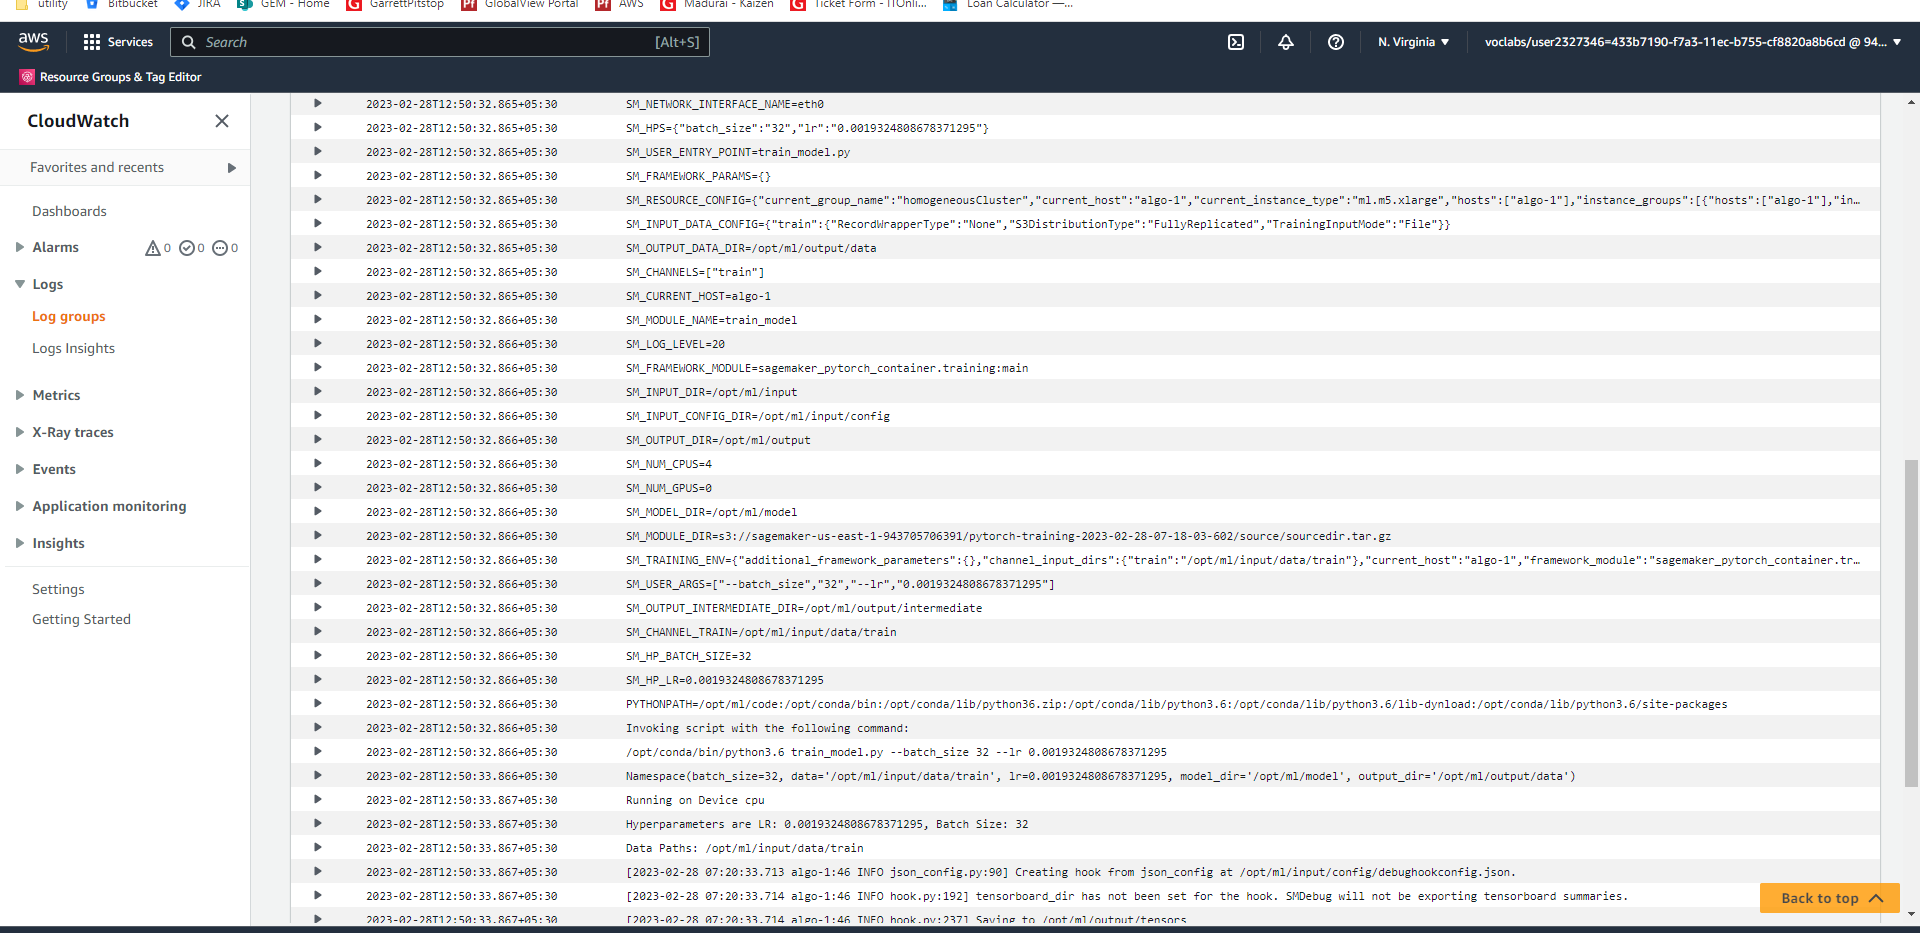 utility Bitbucket JIRA GEM - Home GarrettPitstop GlobalView Portal AWS Madurai - Kaizen Ticket Form - ITOnli... Loan Calculator —...
aws Services Search [Alt+S] N. Virginia voclabs/user2327346=433b7190-f7a3-11ec-b755-cf8820a8b6cd @ 94...
Resource Groups & Tag Editor
CloudWatch
Favorites and recents
Dashboards
Alarms 0 0 0
Logs
Log groups
Logs Insights
Metrics
X-Ray traces
Events
Application monitoring
Insights
Settings
Getting Started
2023-02-28T12:50:32.865+05:30 SM_NETWORK_INTERFACE_NAME=eth0
2023-02-28T12:50:32.865+05:30 SM_HPS={"batch_size":"32","lr":"0.0019324808678371295"}
2023-02-28T12:50:32.865+05:30 SM_USER_ENTRY_POINT=train_model.py
2023-02-28T12:50:32.865+05:30 SM_FRAMEWORK_PARAMS={}
2023-02-28T12:50:32.865+05:30 SM_RESOURCE_CONFIG={"current_group_name":"homogeneousCluster","current_host":"algo-1","current_instance_type":"ml.m5.xlarge","hosts":["algo-1"],"instance_groups":[{"hosts":["algo-1"],"in...
2023-02-28T12:50:32.865+05:30 SM_INPUT_DATA_CONFIG={"train":{"RecordWrapperType":"None","S3DistributionType":"FullyReplicated","TrainingInputMode":"File"}}
2023-02-28T12:50:32.865+05:30 SM_OUTPUT_DATA_DIR=/opt/ml/output/data
2023-02-28T12:50:32.865+05:30 SM_CHANNELS=["train"]
2023-02-28T12:50:32.865+05:30 SM_CURRENT_HOST=algo-1
2023-02-28T12:50:32.866+05:30 SM_MODULE_NAME=train_model
2023-02-28T12:50:32.866+05:30 SM_LOG_LEVEL=20
2023-02-28T12:50:32.866+05:30 SM_FRAMEWORK_MODULE=sagemaker_pytorch_container.training:main
2023-02-28T12:50:32.866+05:30 SM_INPUT_DIR=/opt/ml/input
2023-02-28T12:50:32.866+05:30 SM_INPUT_CONFIG_DIR=/opt/ml/input/config
2023-02-28T12:50:32.866+05:30 SM_OUTPUT_DIR=/opt/ml/output
2023-02-28T12:50:32.866+05:30 SM_NUM_CPUS=4
2023-02-28T12:50:32.866+05:30 SM_NUM_GPUS=0
2023-02-28T12:50:32.866+05:30 SM_MODEL_DIR=/opt/ml/model
2023-02-28T12:50:32.866+05:30 SM_MODULE_DIR=s3://sagemaker-us-east-1-943705706391/pytorch-training-2023-02-28-07-18-03-602/source/sourcedir.tar.gz
2023-02-28T12:50:32.866+05:30 SM_TRAINING_ENV={"additional_framework_parameters":{},"channel_input_dirs":{"train":"/opt/ml/input/data/train"},"current_host":"algo-1","framework_module":"sagemaker_pytorch_container.tr...
2023-02-28T12:50:32.866+05:30 SM_USER_ARGS=["--batch_size","32","--lr","0.0019324808678371295"]
2023-02-28T12:50:32.866+05:30 SM_OUTPUT_INTERMEDIATE_DIR=/opt/ml/output/intermediate
2023-02-28T12:50:32.866+05:30 SM_CHANNEL_TRAIN=/opt/ml/input/data/train
2023-02-28T12:50:32.866+05:30 SM_HP_BATCH_SIZE=32
2023-02-28T12:50:32.866+05:30 SM_HP_LR=0.0019324808678371295
2023-02-28T12:50:32.866+05:30 PYTHONPATH=/opt/ml/code:/opt/conda/bin:/opt/conda/lib/python36.zip:/opt/conda/lib/python3.6:/opt/conda/lib/python3.6/lib-dynload:/opt/conda/lib/python3.6/site-packages
2023-02-28T12:50:32.866+05:30 Invoking script with the following command:
2023-02-28T12:50:32.866+05:30 /opt/conda/bin/python3.6 train_model.py --batch_size 32 --lr 0.0019324808678371295
2023-02-28T12:50:33.866+05:30 Namespace(batch_size=32, data='/opt/ml/input/data/train', lr=0.0019324808678371295, model_dir='/opt/ml/model', output_dir='/opt/ml/output/data')
2023-02-28T12:50:33.867+05:30 Running on Device cpu
2023-02-28T12:50:33.867+05:30 Hyperparameters are LR: 0.0019324808678371295, Batch Size: 32
2023-02-28T12:50:33.867+05:30 Data Paths: /opt/ml/input/data/train
2023-02-28T12:50:33.867+05:30 [2023-02-28 07:20:33.713 algo-1:46 INFO json_config.py:90] Creating hook from json_config at /opt/ml/input/config/debughookconfig.json.
2023-02-28T12:50:33.867+05:30 [2023-02-28 07:20:33.714 algo-1:46 INFO hook.py:192] tensorboard_dir has not been set for the hook. SMDebug will not be exporting tensorboard summaries.
2023-02-28T12:50:33.867+05:30 [2023-02-28 07:20:33.714 algo-1:46 INFO hook.py:237] Saving to /opt/ml/output/tensors
Back to top